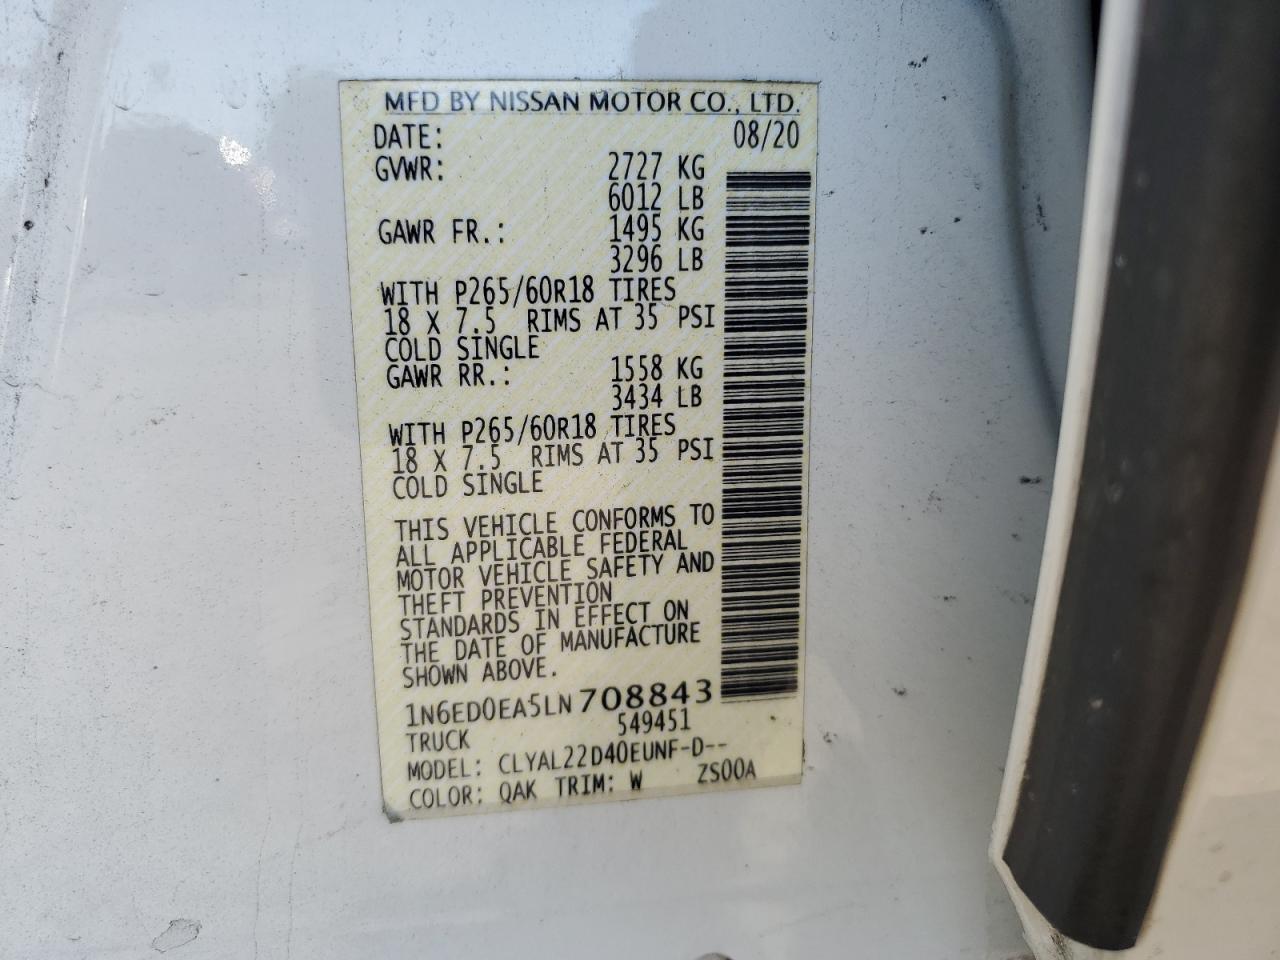 MFD BY NISSAN MOTOR CO., LTD.
DATE: 08/20
GVWR: 2727 KG
6012 LB
GAWR FR.: 1495 KG
3296 LB
WITH P265/60R18 TIRES
18 X 7.5 RIMS AT 35 PSI
COLD SINGLE
GAWR RR.: 1558 KG
3434 LB
WITH P265/60R18 TIRES
18 X 7.5 RIMS AT 35 PSI
COLD SINGLE
THIS VEHICLE CONFORMS TO
ALL APPLICABLE FEDERAL
MOTOR VEHICLE SAFETY AND
THEFT PREVENTION
STANDARDS IN EFFECT ON
THE DATE OF MANUFACTURE
SHOWN ABOVE.
1N6ED0EA5LN708843
TRUCK 549451
MODEL: CLYAL22D40EUNF-D--
COLOR: QAK TRIM: W ZS00A